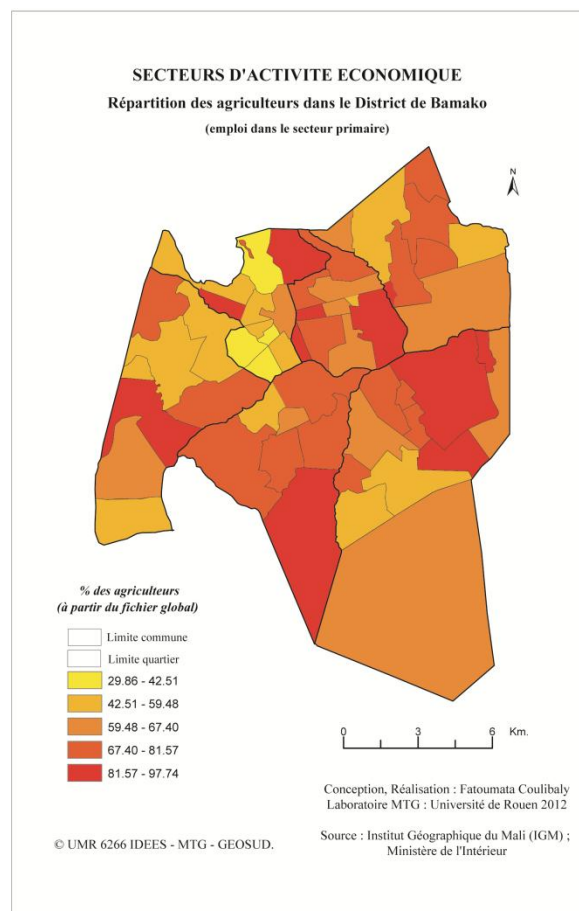 SECTEURS D'ACTIVITE ECONOMIQUE
Répartition des agriculteurs dans le District de Bamako
(emploi dans le secteur primaire)
N
% des agriculteurs
(à partir du fichier global)
Limite commune
Limite quartier
29.86 - 42.51
42.51 - 59.48
59.48 - 67.40
67.40 - 81.57
81.57 - 97.74
0 3 6 Km.
Conception, Réalisation : Fatoumata Coulibaly
Laboratoire MTG : Université de Rouen 2012
© UMR 6266 IDEES - MTG - GEOSUD.
Source : Institut Géographique du Mali (IGM) ;
Ministère de l'Intérieur